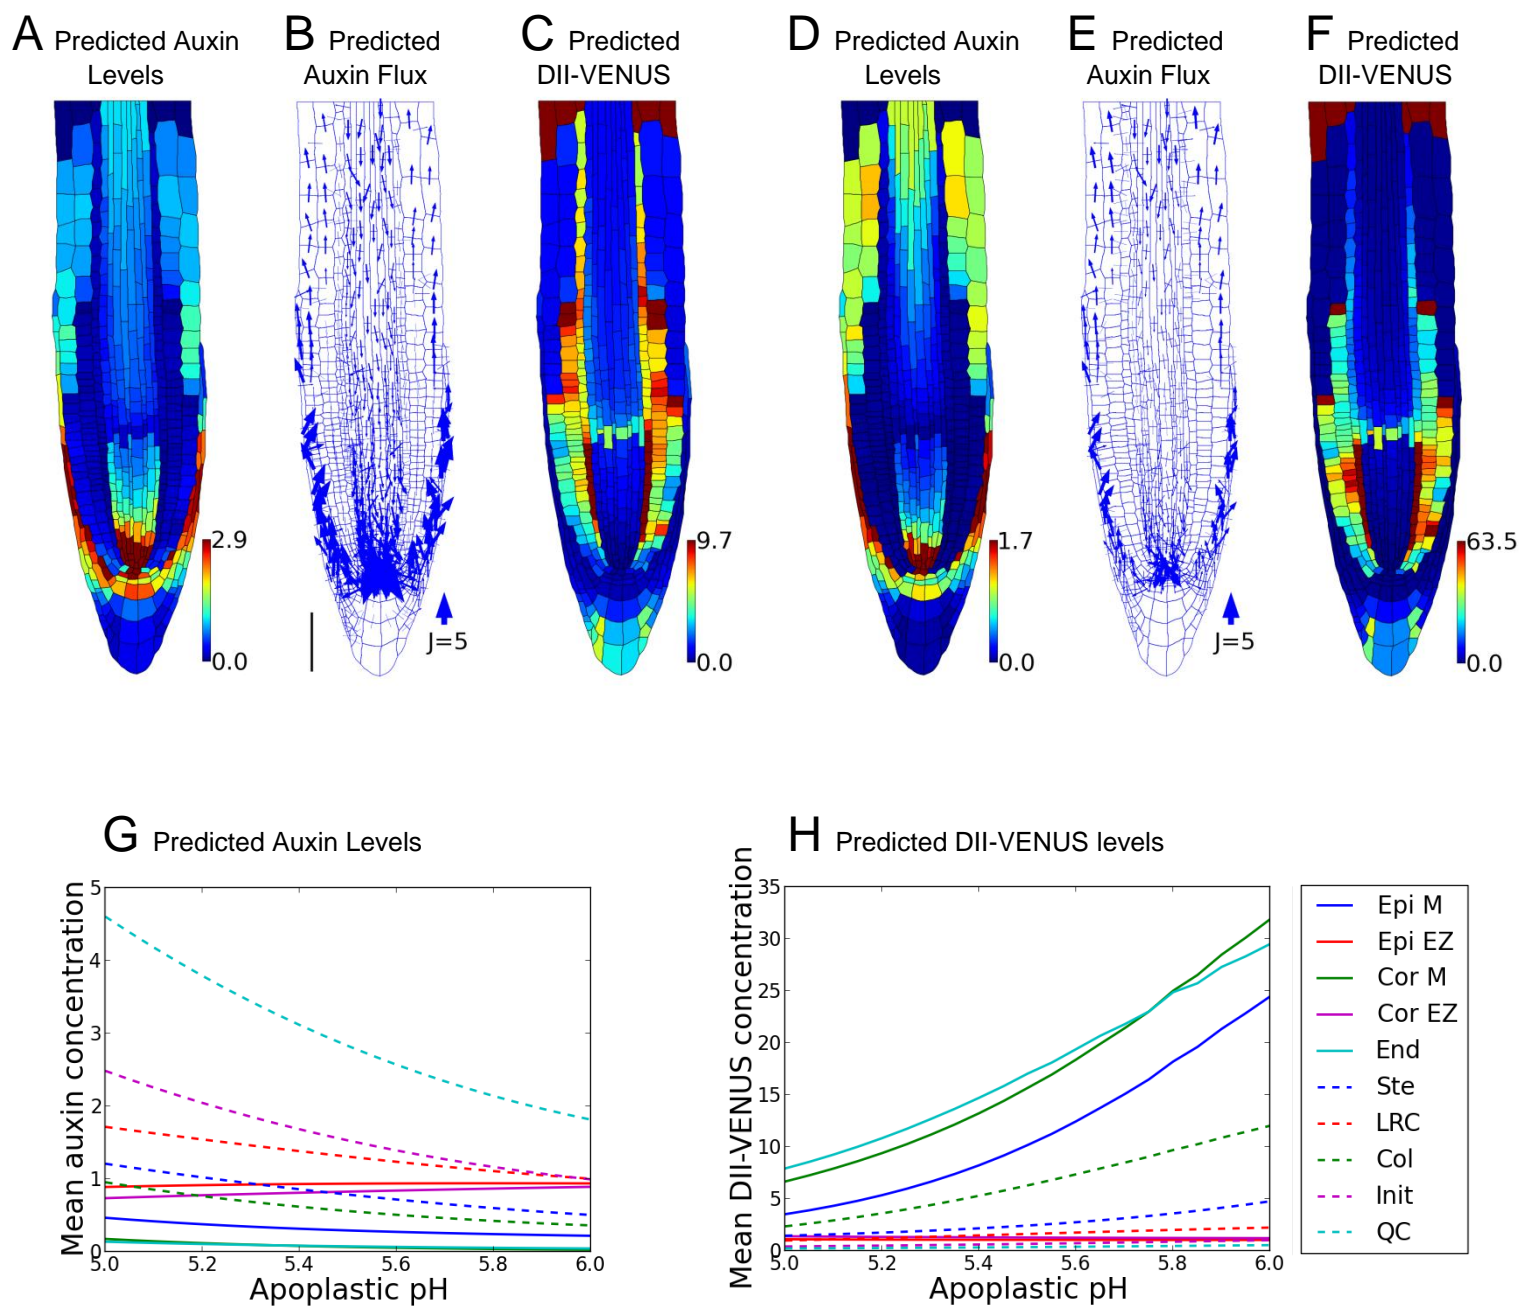 A Predicted Auxin Levels
B Predicted Auxin Flux
C Predicted DII-VENUS
D Predicted Auxin Levels
E Predicted Auxin Flux
F Predicted DII-VENUS
2.9
0.0
J=5
9.7
0.0
1.7
0.0
J=5
63.5
0.0
G Predicted Auxin Levels
Mean auxin concentration
5
4
3
2
1
0
5.0 5.2 5.4 5.6 5.8 6.0
Apoplastic pH
H Predicted DII-VENUS levels
Mean DII-VENUS concentration
35
30
25
20
15
10
5
0
5.0 5.2 5.4 5.6 5.8 6.0
Apoplastic pH
Epi M
Epi EZ
Cor M
Cor EZ
End
Ste
LRC
Col
Init
QC